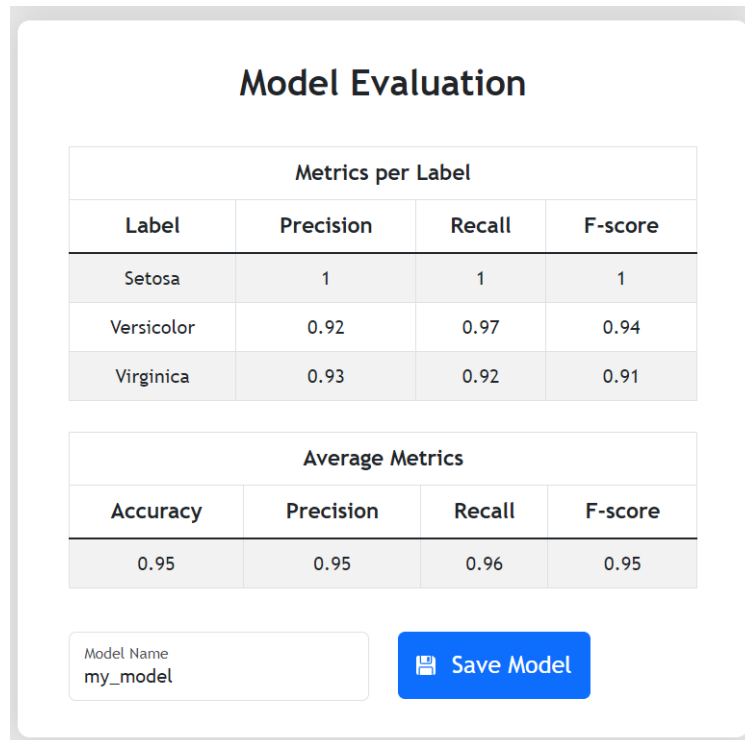 Model Evaluation
Metrics per Label
Label Precision Recall F-score
Setosa 1 1 1
Versicolor 0.92 0.97 0.94
Virginica 0.93 0.92 0.91
Average Metrics
Accuracy Precision Recall F-score
0.95 0.95 0.96 0.95
Model Name
my_model
Save Model